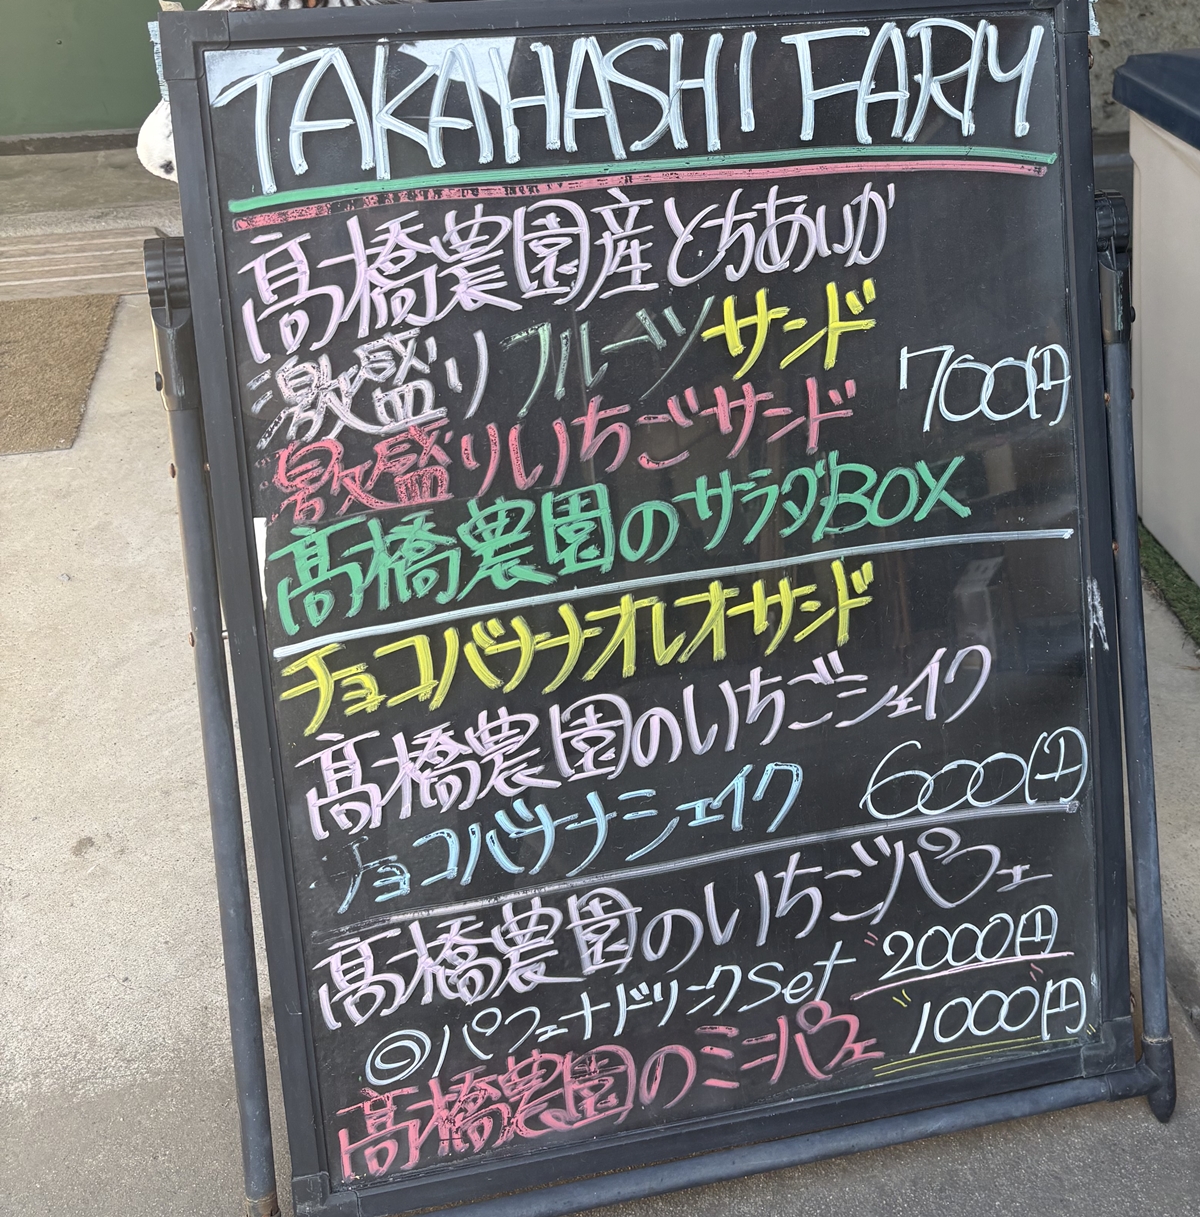 TAKAHASHI FARM
髙橋農園産とちあいか
激盛りフルーツサンド
700円
激盛りいちごサンド
髙橋農園のサラダBOX
チョコバナナオレオサンド
髙橋農園のいちごシェイク
600円
チョコバナナシェイク
髙橋農園のいちごパフェ
2000円
◎パフェ+ドリンクSet
1000円
髙橋農園のミニパフェ